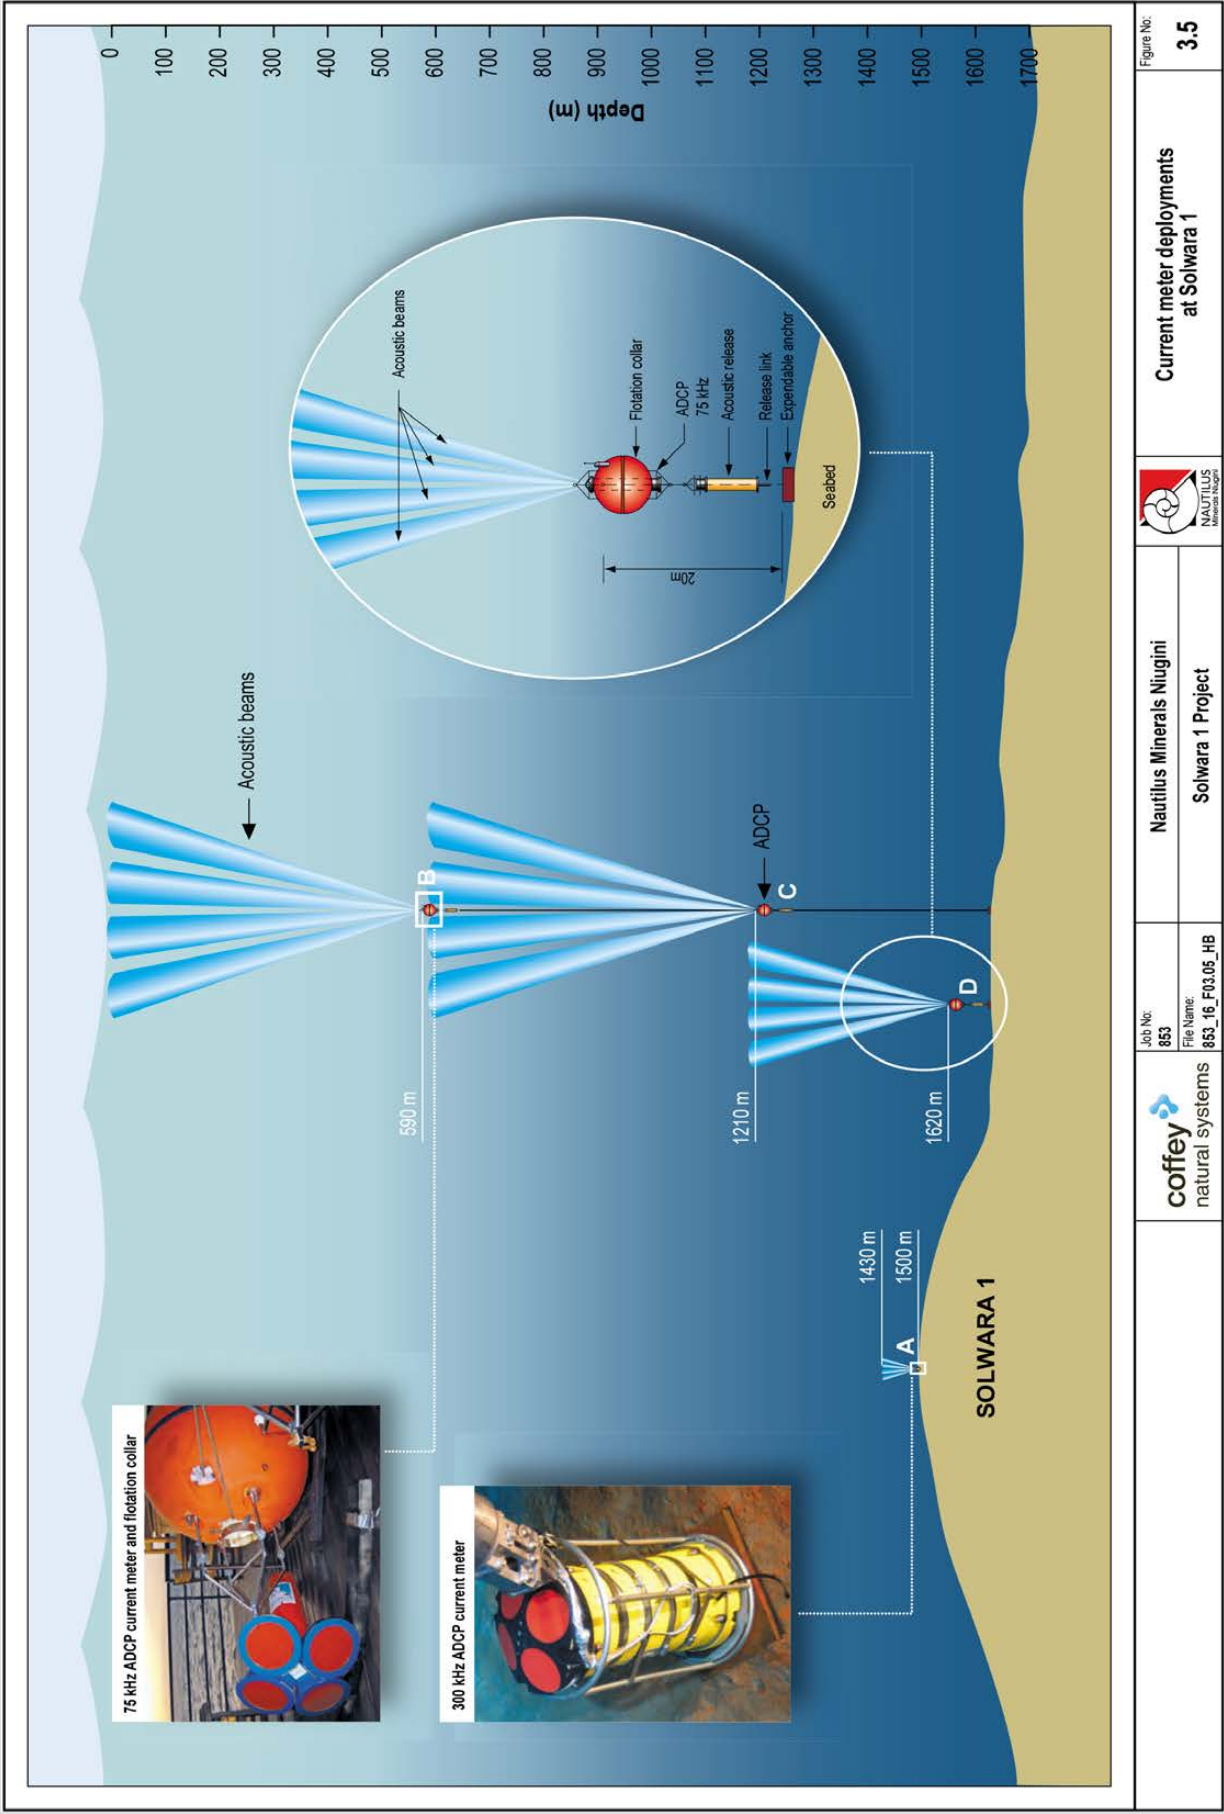 75 kHz ADCP current meter and flotation collar
300 kHz ADCP current meter
SOLWARA 1
A
1430 m
1500 m
590 m
1210 m
1620 m
B
C
D
Acoustic beams
ADCP
Acoustic beams
Flotation collar
ADCP
75 kHz
Acoustic release
Release link
Expendable anchor
Seabed
20m
Depth (m)
0
100
200
300
400
500
600
700
800
900
1000
1100
1200
1300
1400
1500
1600
1700
coffey
natural systems
Job No:
853
File Name:
853_16_F03.05_HB
Nautilus Minerals Niugini
Solwara 1 Project
NAUTILUS
Minerals Niugini
Current meter deployments
at Solwara 1
Figure No:
3.5